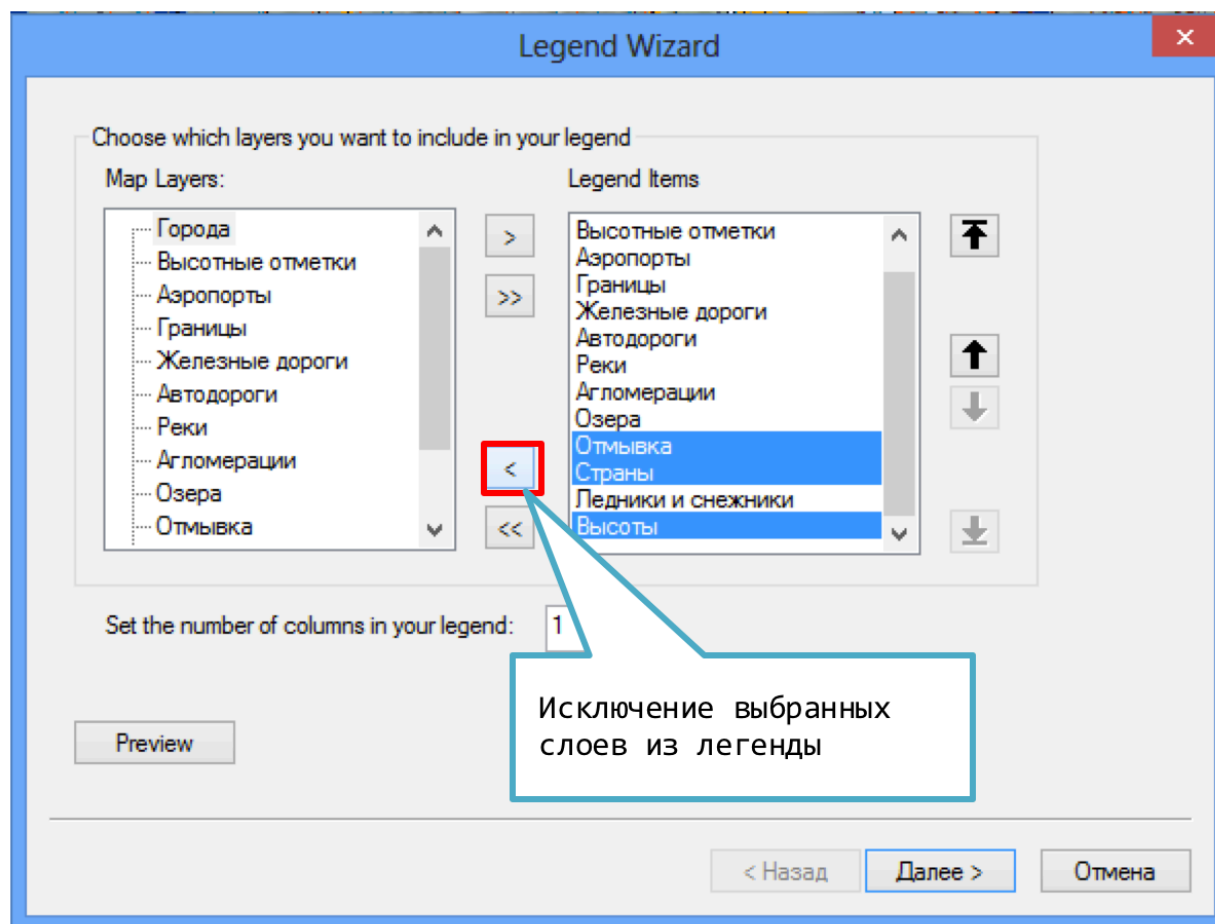 Legend Wizard
×
Choose which layers you want to include in your legend
Map Layers:
Города
Высотные отметки
Аэропорты
Границы
Железные дороги
Автодороги
Реки
Агломерации
Озера
Отмывка
>
>>
<
<<
Legend Items
Высотные отметки
Аэропорты
Границы
Железные дороги
Автодороги
Реки
Агломерации
Озера
Отмывка
Страны
Ледники и снежники
Высоты
Set the number of columns in your legend:
1
Исключение выбранных
слоев из легенды
Preview
< Назад
Далее >
Отмена